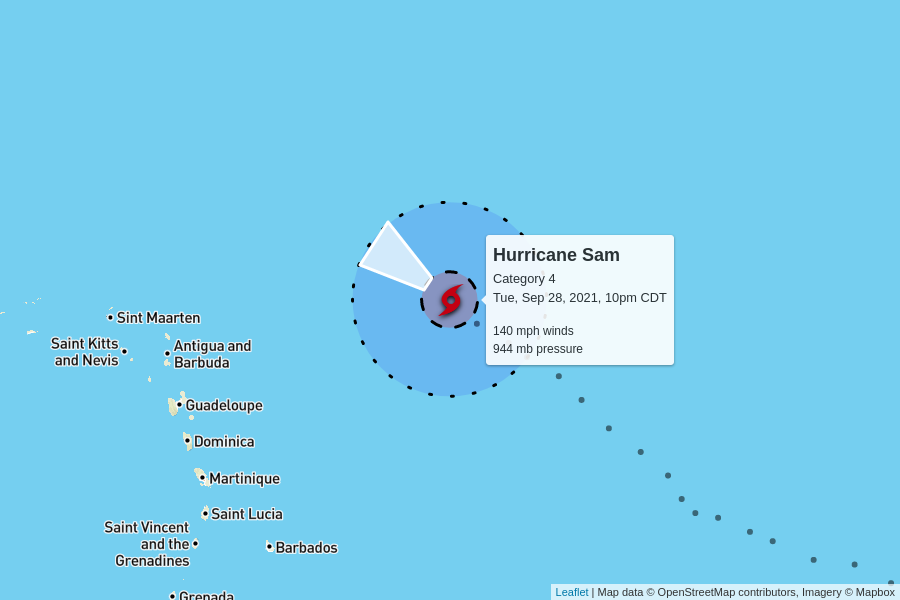 Hurricane Sam
Category 4
Tue, Sep 28, 2021, 10pm CDT
140 mph winds
944 mb pressure
Sint Maarten
Saint Kitts
and Nevis
Antigua and
Barbuda
Guadeloupe
Dominica
Martinique
Saint Lucia
Saint Vincent
and the
Grenadines
Barbados
Grenada
Leaflet | Map data © OpenStreetMap contributors, Imagery © Mapbox